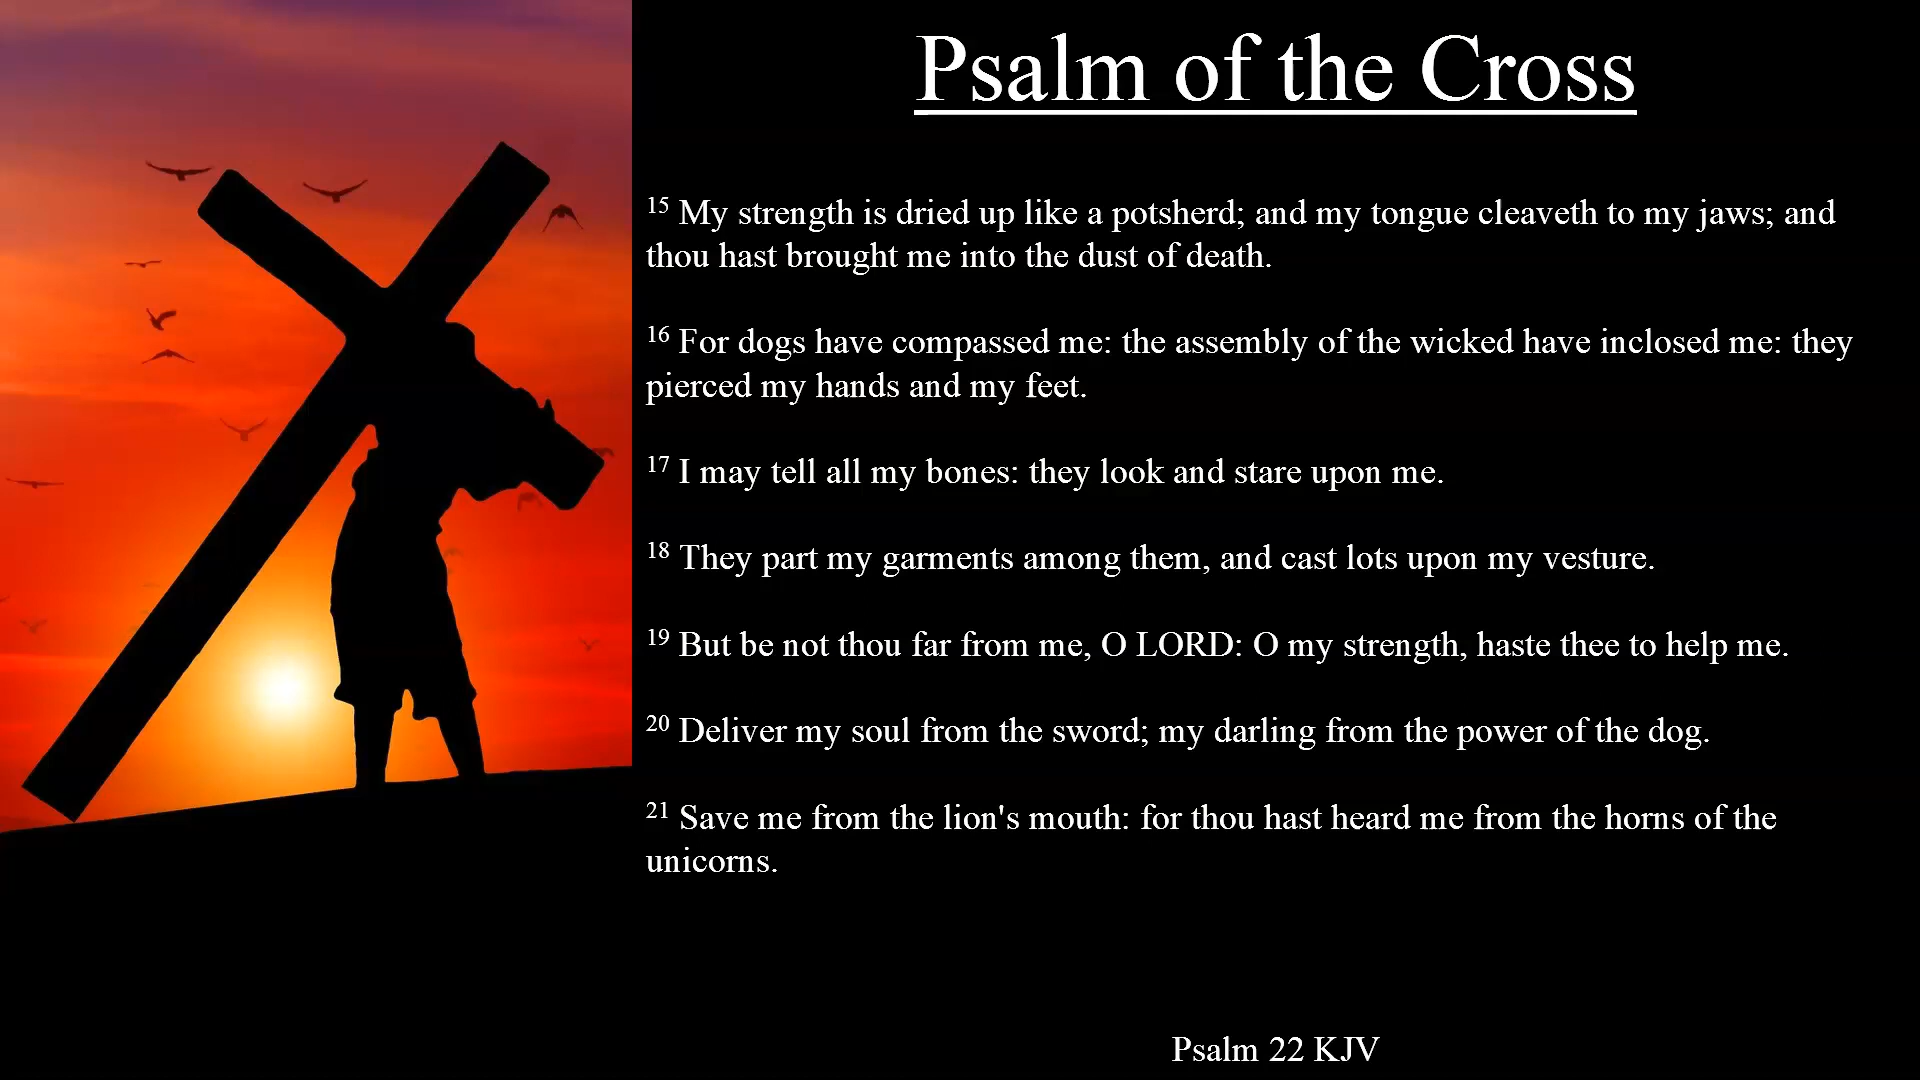 Psalm of the Cross
15 My strength is dried up like a potsherd; and my tongue cleaveth to my jaws; and
thou hast brought me into the dust of death.
16 For dogs have compassed me: the assembly of the wicked have inclosed me: they
pierced my hands and my feet.
17 I may tell all my bones: they look and stare upon me.
18 They part my garments among them, and cast lots upon my vesture.
19 But be not thou far from me, O LORD: O my strength, haste thee to help me.
20 Deliver my soul from the sword; my darling from the power of the dog.
21 Save me from the lion's mouth: for thou hast heard me from the horns of the
unicorns.
Psalm 22 KJV